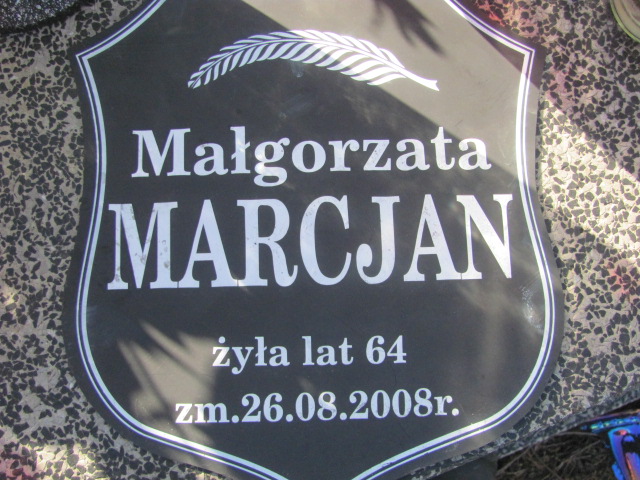 Małgorzata
MARCJAN
żyła lat 64
zm.26.08.2008r.